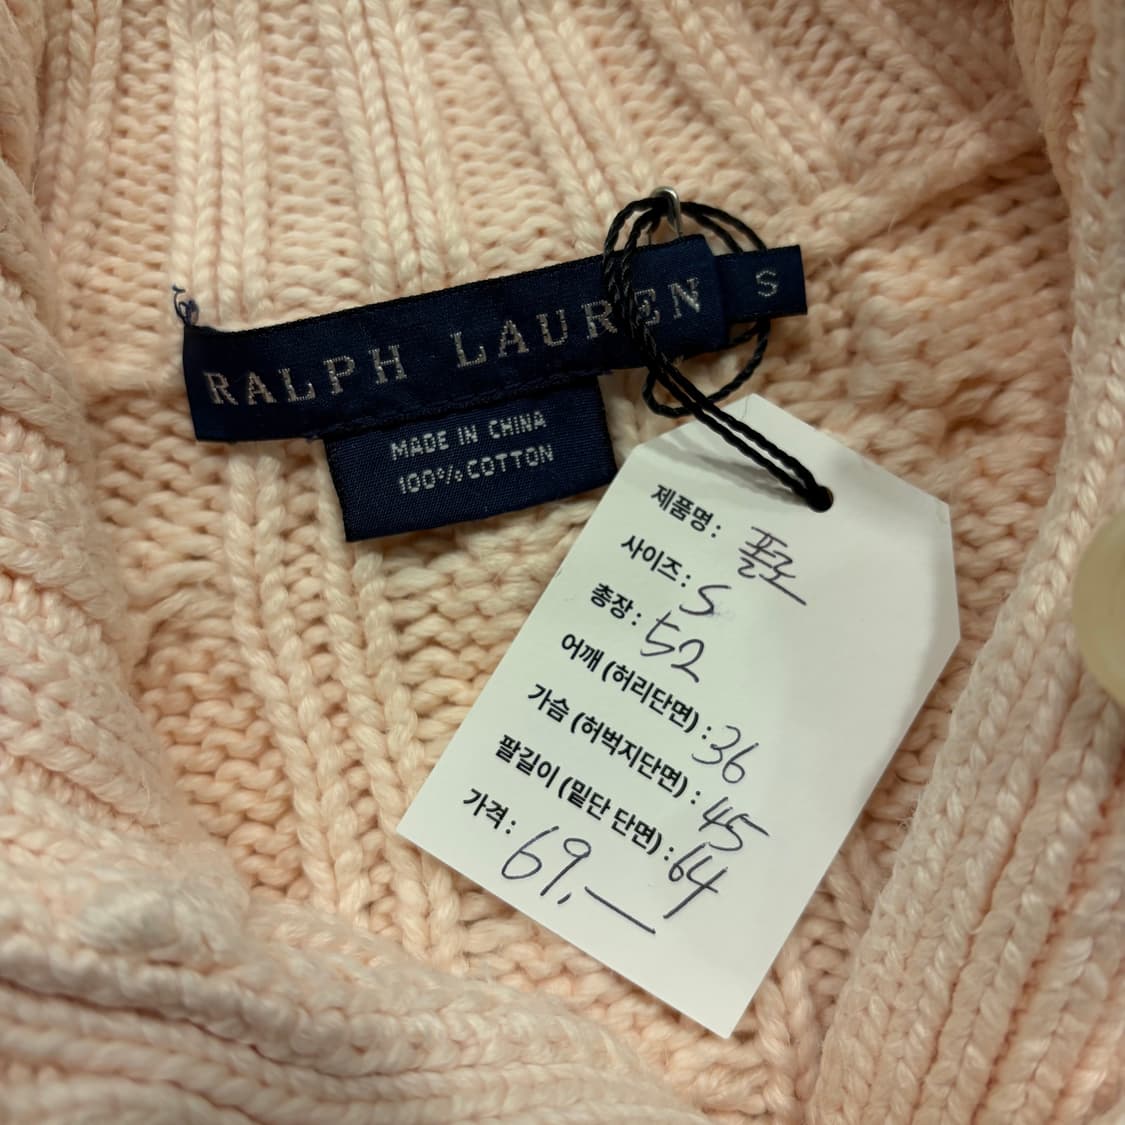 RALPH LAUREN
S
MADE IN CHINA
100% COTTON
제품명 : 폴로
사이즈 : S
총장 : 52
어깨 (허리단면) : 36
가슴 (허벅지단면) : 45
팔길이 (밑단 단면) : 64
가격 : 69,—